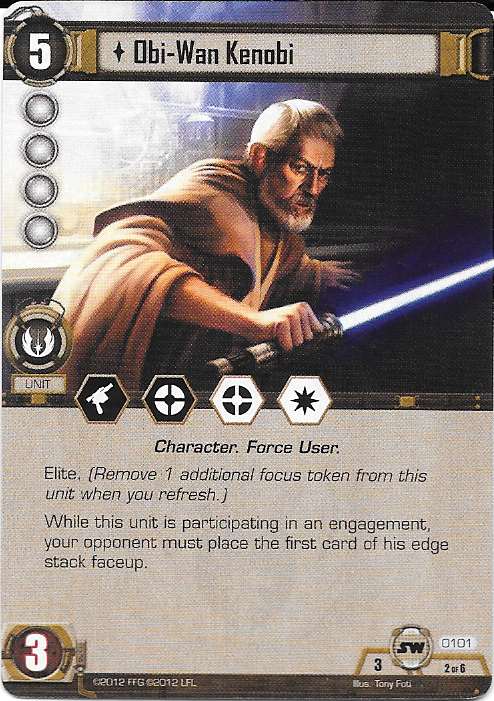 5
Obi-Wan Kenobi
UNIT
Character. Force User.
Elite. (Remove 1 additional focus token from this
unit when you refresh.)
While this unit is participating in an engagement,
your opponent must place the first card of his edge
stack faceup.
3
SW
0101
3
2 OF 6
©2012 FFG ©2012 LFL
Illus. Tony Foti